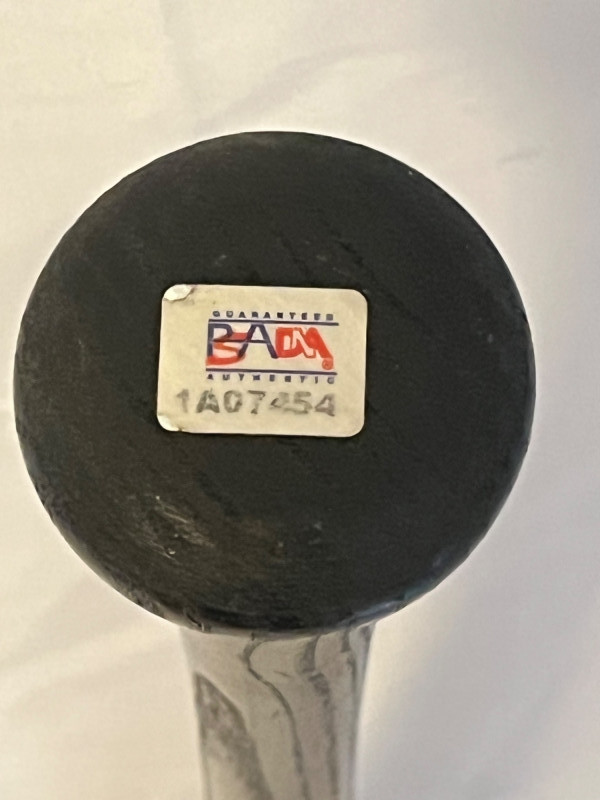 GUARANTEED
PSA/DNA
AUTHENTIC
1A07454